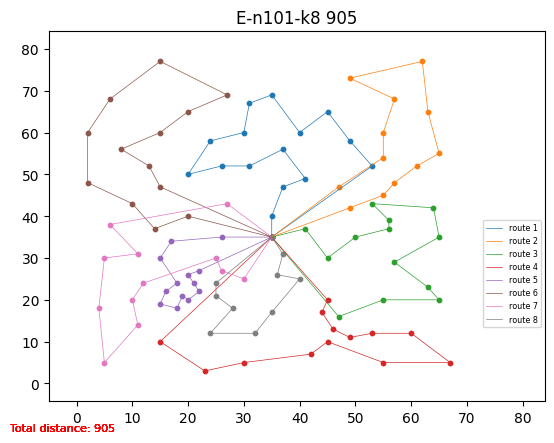 E-n101-k8 905
80
70
60
50
40
30
20
10
0
route 1
route 2
route 3
route 4
route 5
route 6
route 7
route 8
0 10 20 30 40 50 60 70 80
Total distance: 905